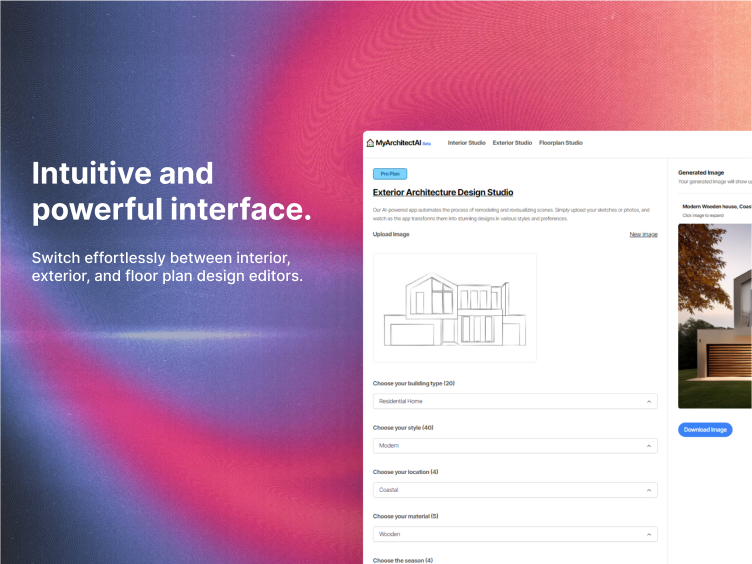 Intuitive and
powerful interface.
Switch effortlessly between interior,
exterior, and floor plan design editors.
MyArchitectAI Beta
Interior Studio Exterior Studio Floorplan Studio
Pro Plan
Exterior Architecture Design Studio
Our AI-powered app automates the process of remodeling and revisualizing scenes. Simply upload your sketches or photos, and
watch as the app transforms them into stunning designs in various styles and preferences.
Upload Image
New image
Choose your building type (20)
Residential Home
Choose your style (40)
Modern
Choose your location (4)
Coastal
Choose your material (5)
Wooden
Choose the season (4)
Generated Image
Your generated image will show u
Modern Wooden house, Coas
Click image to expand
Download Image